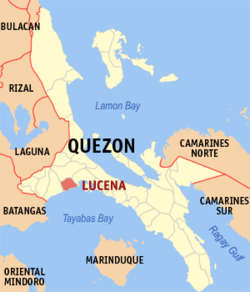 BULACAN
RIZAL
Lamon Bay
LAGUNA
QUEZON
CAMARINES
NORTE
LUCENA
BATANGAS
Tayabas Bay
CAMARINES
SUR
Ragay Gulf
MARINDUQUE
ORIENTAL
MINDORO